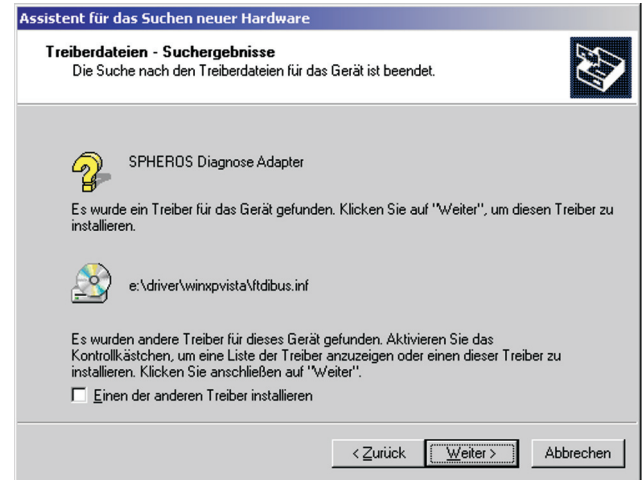 Assistent für das Suchen neuer Hardware
Treiberdateien - Suchergebnisse
Die Suche nach den Treiberdateien für das Gerät ist beendet.
SPHEROS Diagnose Adapter
Es wurde ein Treiber für das Gerät gefunden. Klicken Sie auf "Weiter", um diesen Treiber zu
installieren.
e:\driver\winxpvista\ftdibus.inf
Es wurden andere Treiber für dieses Gerät gefunden. Aktivieren Sie das
Kontrollkästchen, um eine Liste der Treiber anzuzeigen oder einen dieser Treiber zu
installieren. Klicken Sie anschließen auf "Weiter".
Einen der anderen Treiber installieren
< Zurück Weiter > Abbrechen